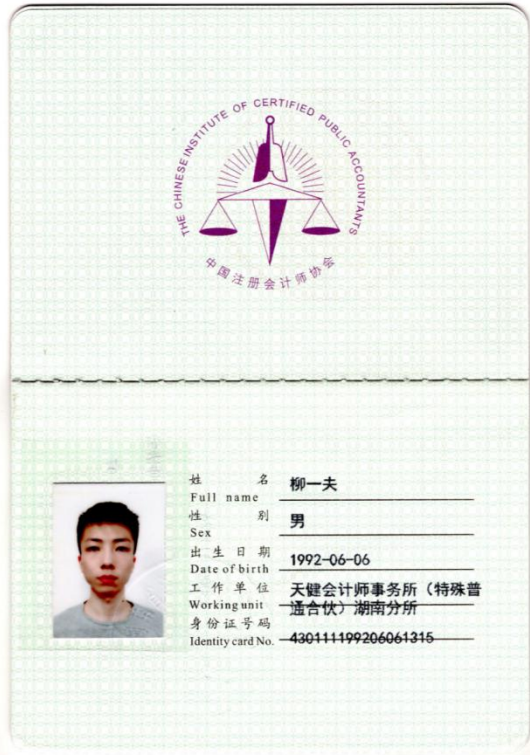 THE CHINESE INSTITUTE OF CERTIFIED PUBLIC ACCOUNTANTS
中国注册会计师协会
姓名 柳一夫
Full name
性别 男
Sex
出生日期 1992-06-06
Date of birth
工作单位 天健会计师事务所（特殊普
Working unit 通合伙）湖南分所
身份证号码
Identity card No. 430111199206061315